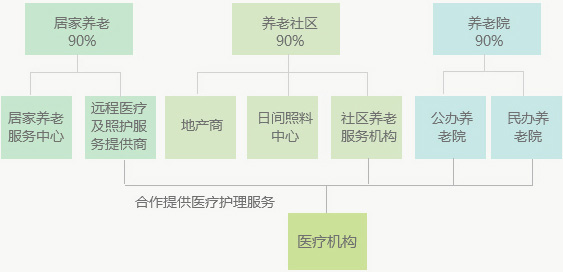 居家养老
90%
养老社区
90%
养老院
90%
居家养老
服务中心
远程医疗
及照护服
务提供商
地产商
日间照料
中心
社区养老
服务机构
公办养
老院
民办养
老院
合作提供医疗护理服务
医疗机构